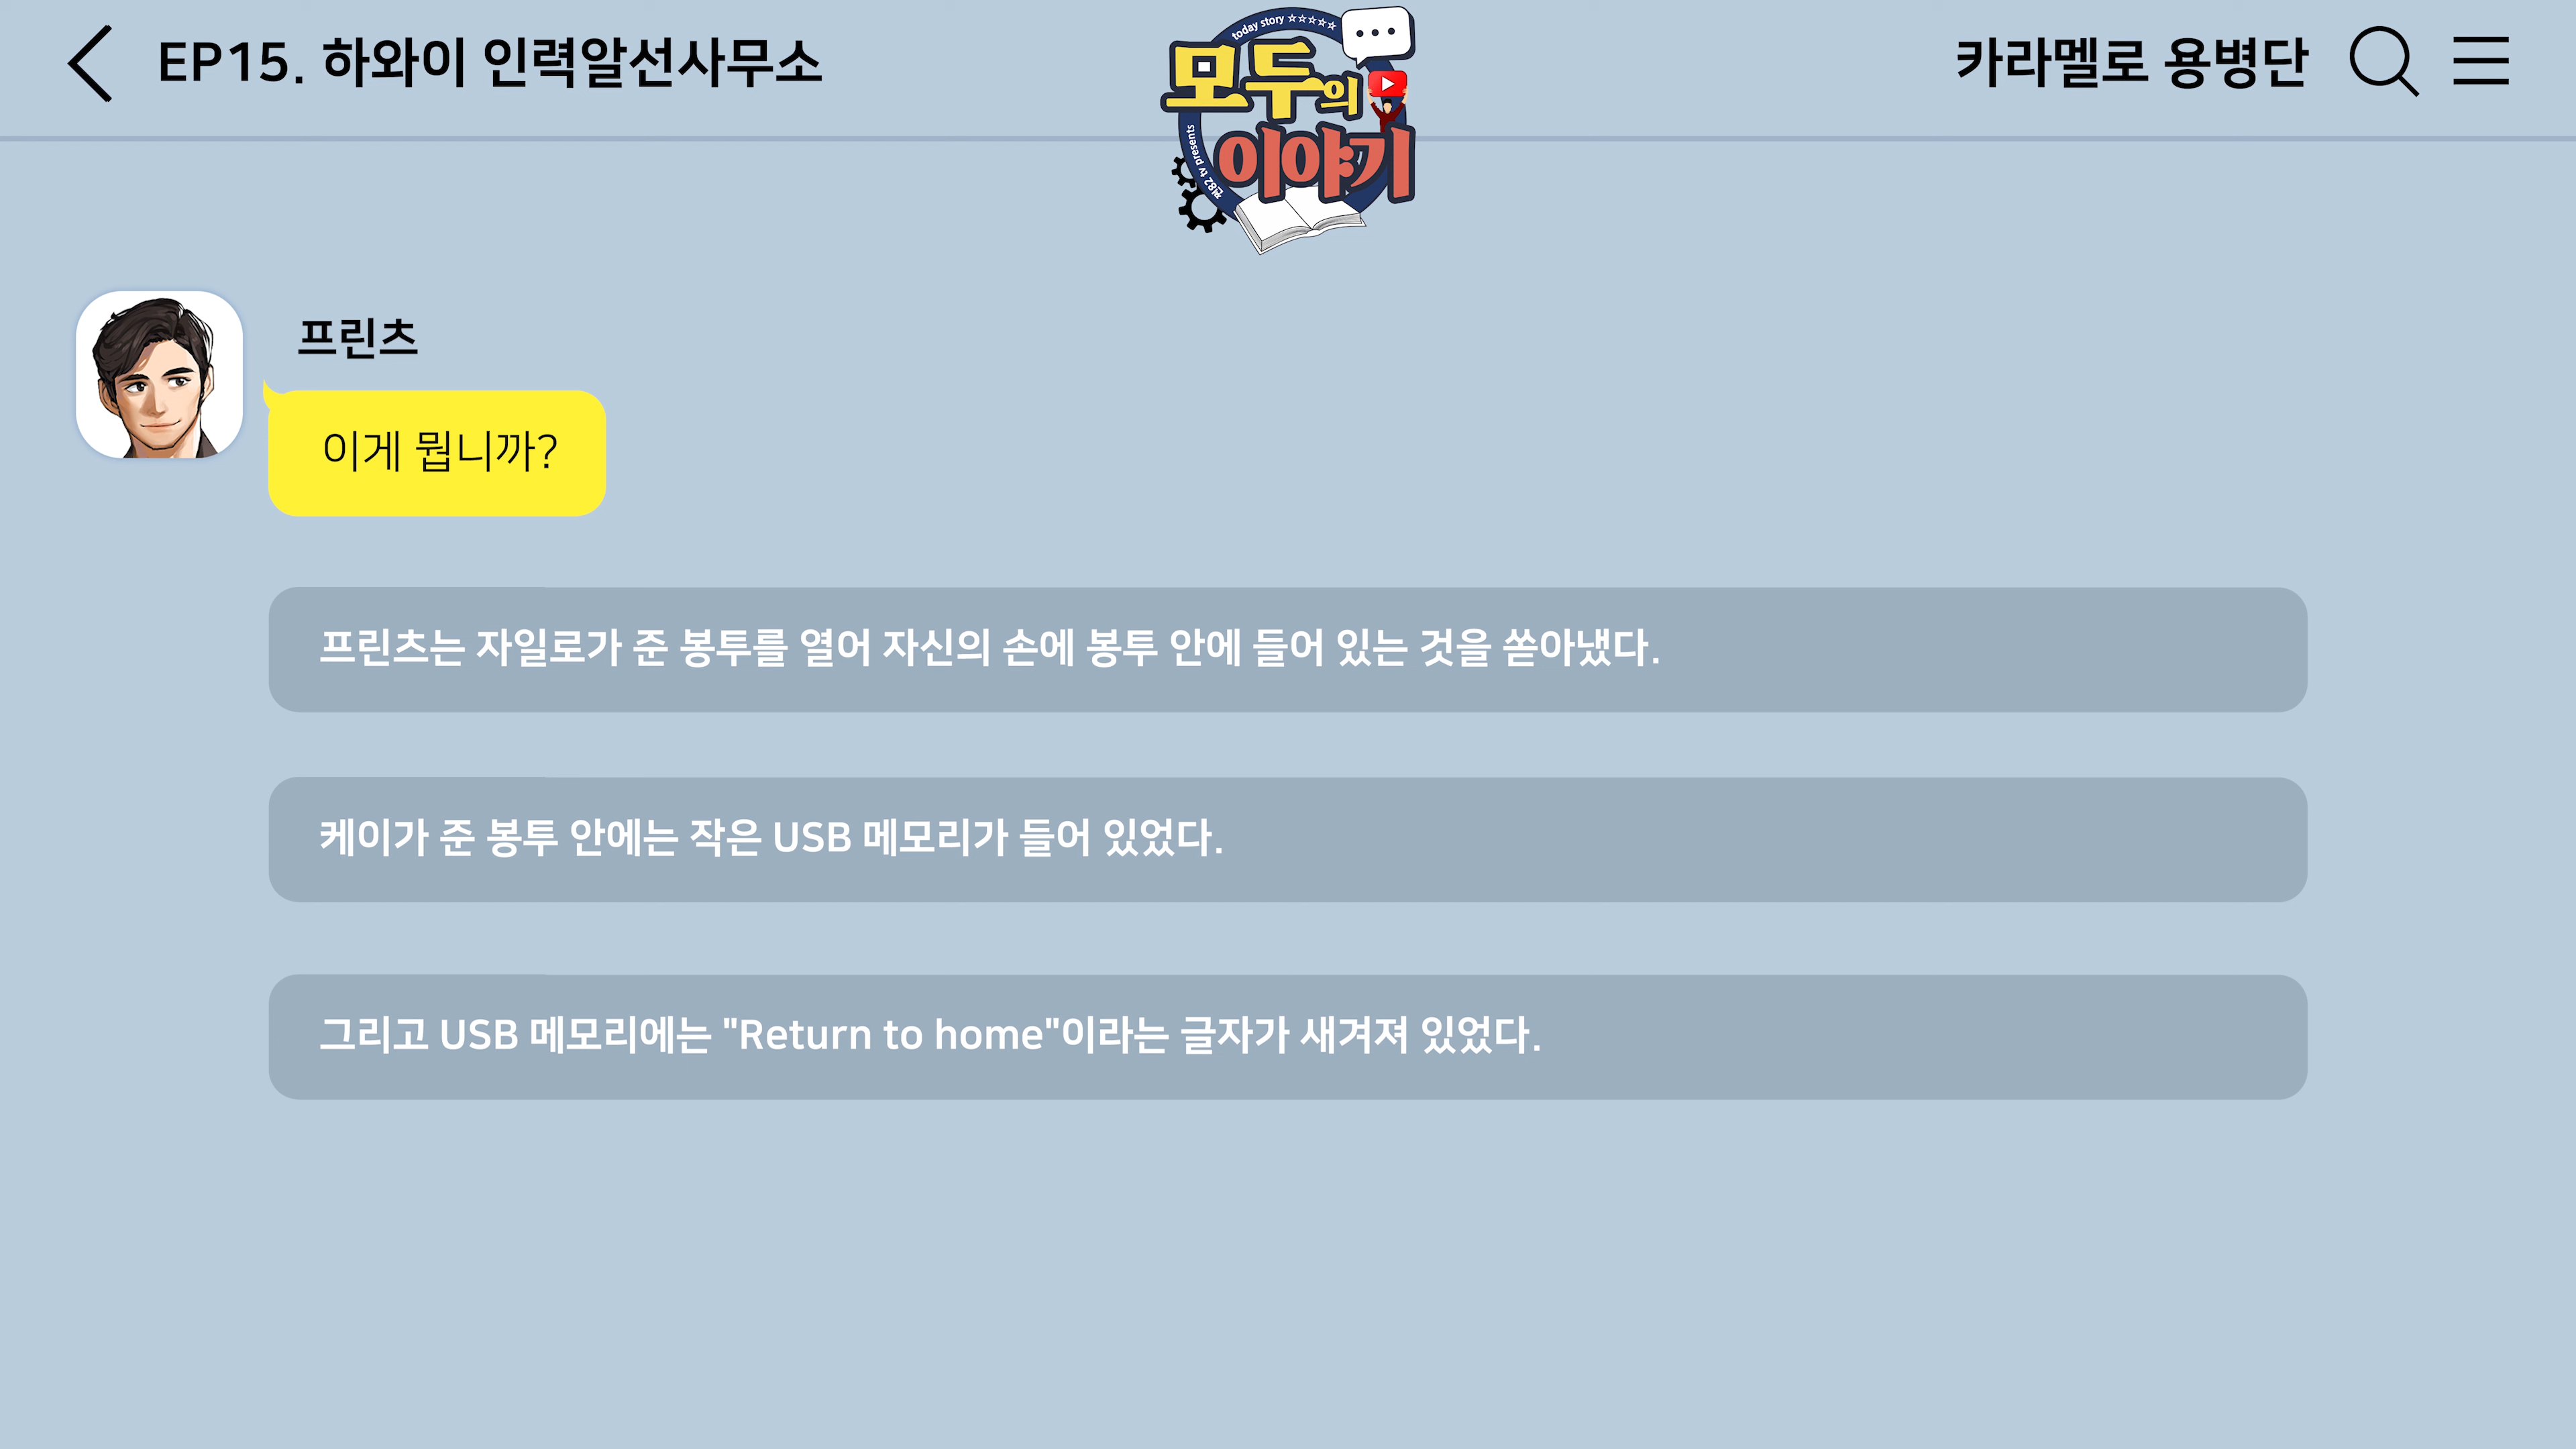 EP15. 하와이 인력알선사무소
today story ☆☆☆☆☆
모두의
이야기
썬82 tv presents
카라멜로 용병단
프린츠
이게 뭡니까?
프린츠는 자일로가 준 봉투를 열어 자신의 손에 봉투 안에 들어 있는 것을 쏟아냈다.
케이가 준 봉투 안에는 작은 USB 메모리가 들어 있었다.
그리고 USB 메모리에는 "Return to home"이라는 글자가 새겨져 있었다.